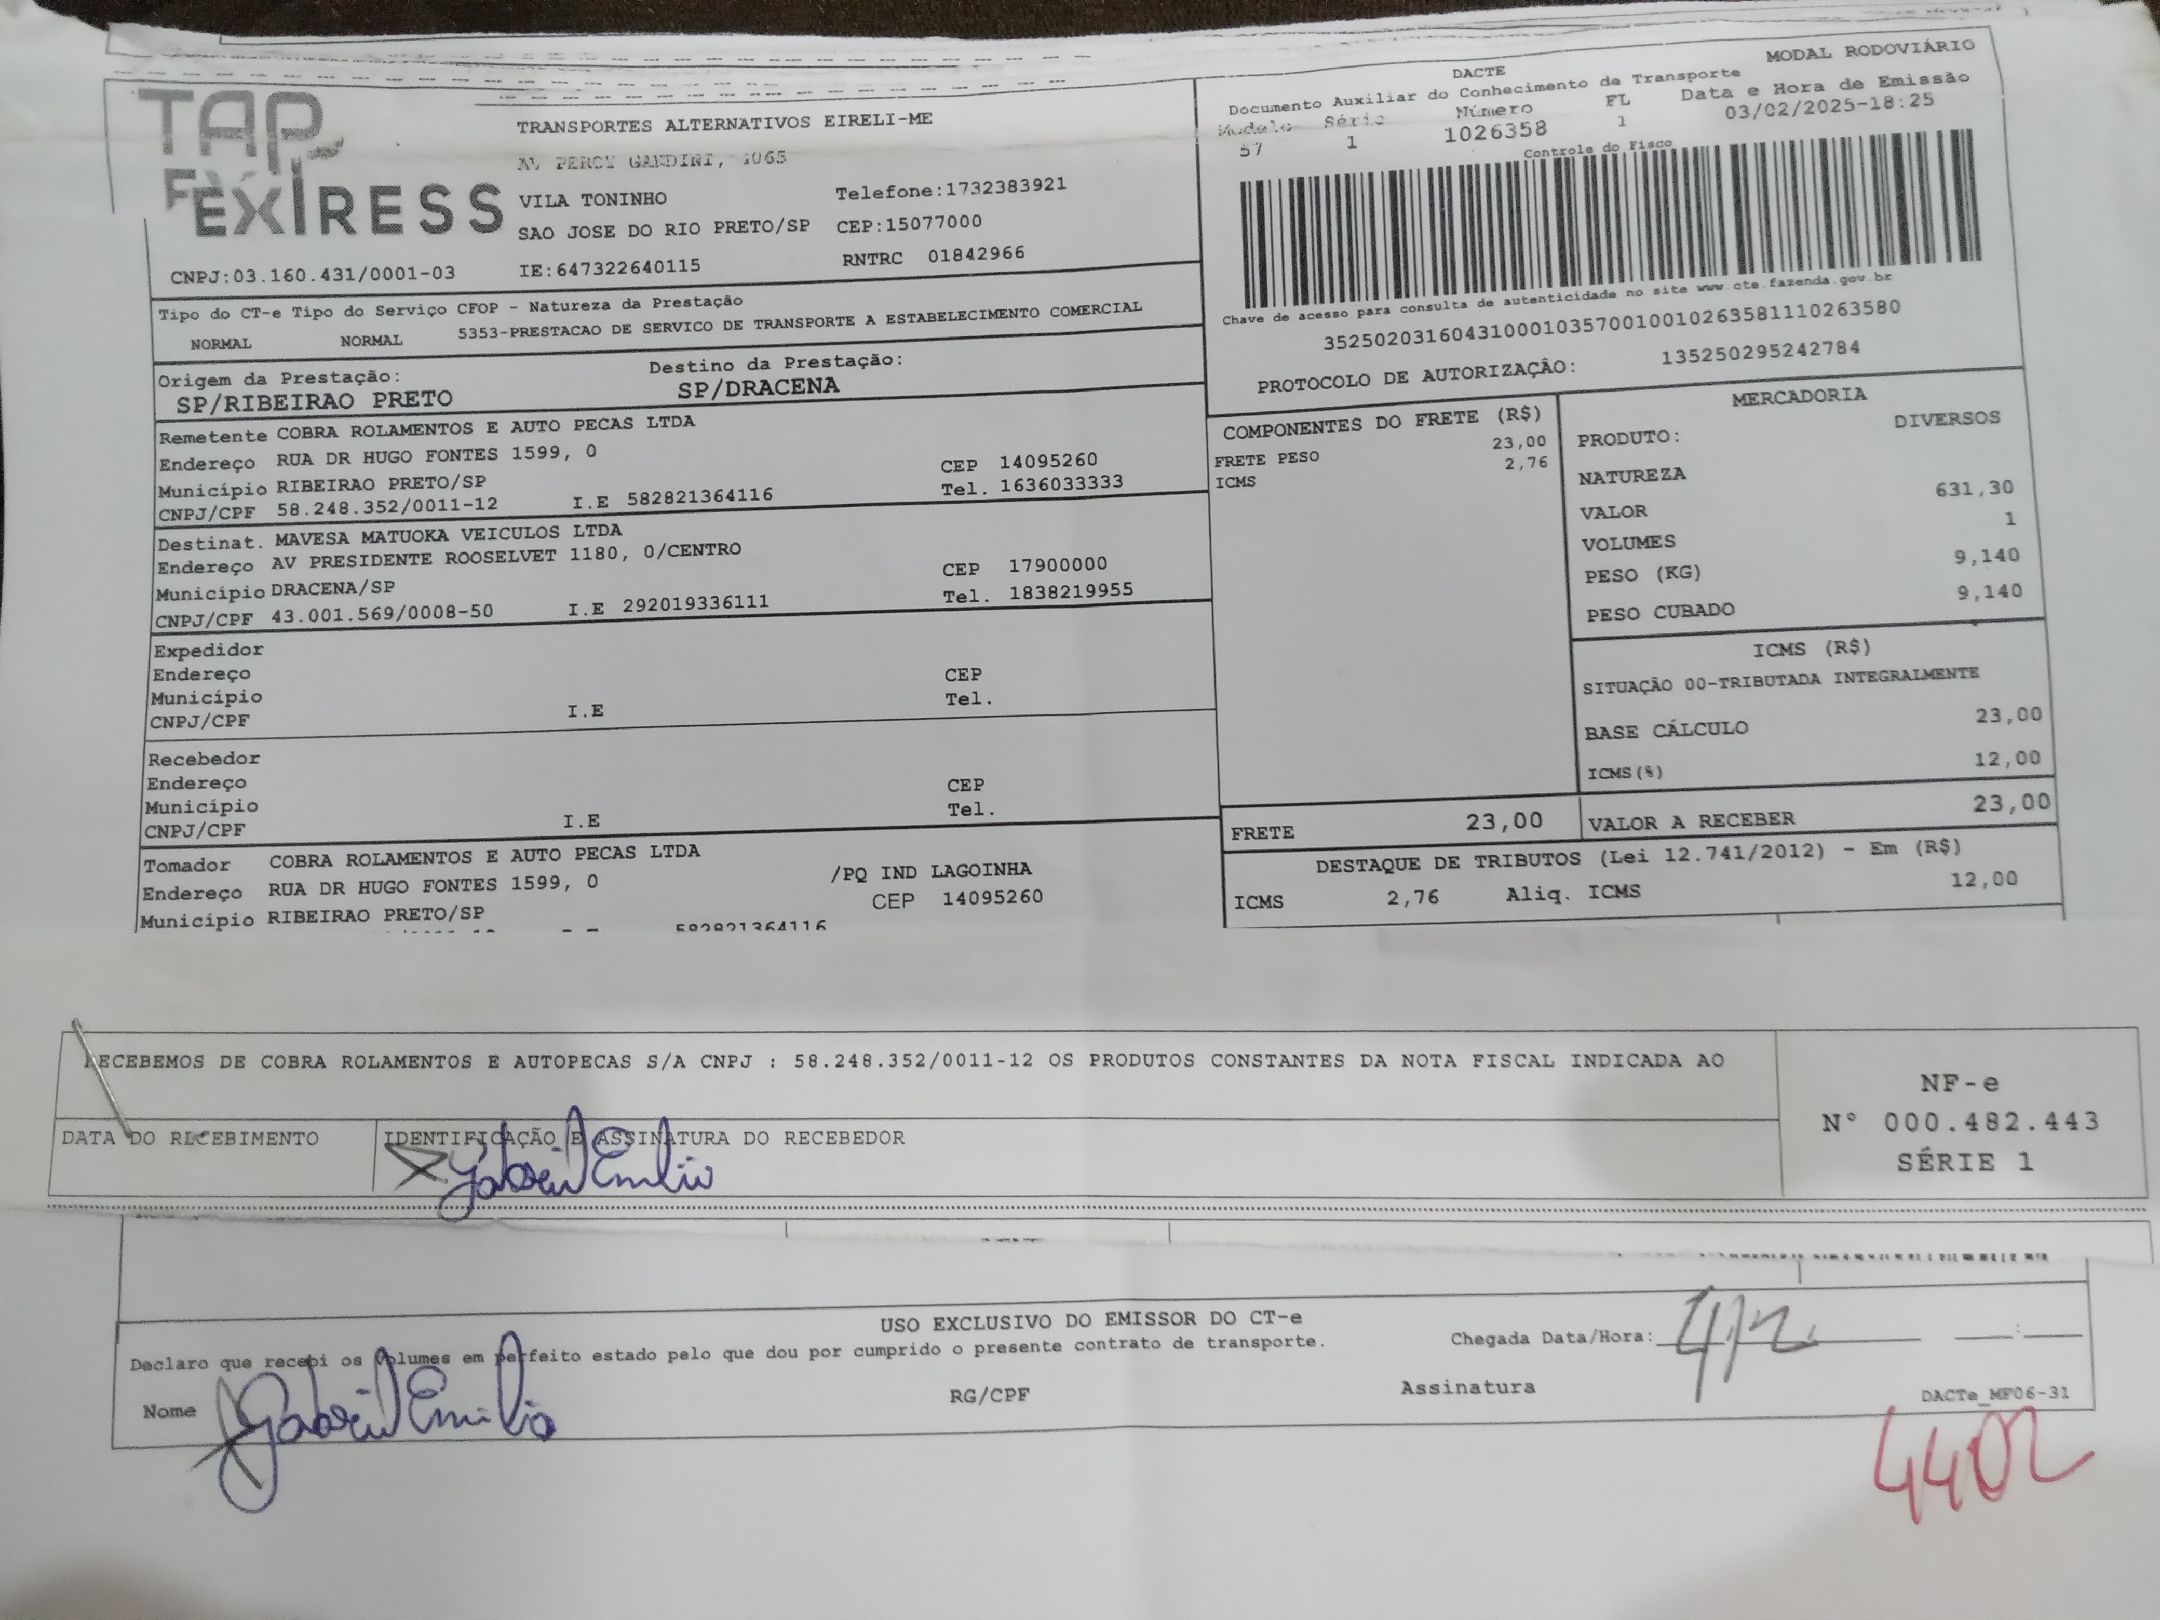 TAP
EXPRESS
TRANSPORTES ALTERNATIVOS EIRELI-ME
VILA TONINHO Telefone:1732383921
SAO JOSE DO RIO PRETO/SP CEP:15077000
CNPJ:03.160.431/0001-03 IE:647322640115 RNTRC 01842966
DACTE MODAL RODOVIÁRIO
Documento Auxiliar do Conhecimento de Transporte
Modelo Série Número FL Data e Hora de Emissão
57 1 1026358 1 03/02/2025-18:25
Controle do Fisco
Chave de acesso para consulta de autenticidade no site www.cte.fazenda.gov.br
35250203160431000103570010010263581110263580
PROTOCOLO DE AUTORIZAÇÃO: 135250295242784
Tipo do CT-e Tipo do Serviço CFOP - Natureza da Prestação
NORMAL NORMAL 5353-PRESTACAO DE SERVICO DE TRANSPORTE A ESTABELECIMENTO COMERCIAL
Origem da Prestação: Destino da Prestação:
SP/RIBEIRAO PRETO SP/DRACENA
Remetente COBRA ROLAMENTOS E AUTO PECAS LTDA
Endereço RUA DR HUGO FONTES 1599, 0 CEP 14095260
Município RIBEIRAO PRETO/SP Tel. 1636033333
CNPJ/CPF 58.248.352/0011-12 I.E 582821364116
Destinat. MAVESA MATUOKA VEICULOS LTDA
Endereço AV PRESIDENTE ROOSELVET 1180, 0/CENTRO CEP 17900000
Município DRACENA/SP Tel. 1838219955
CNPJ/CPF 43.001.569/0008-50 I.E 292019336111
Expedidor
Endereço CEP
Município Tel.
CNPJ/CPF I.E
Recebedor
Endereço CEP
Município Tel.
CNPJ/CPF I.E
Tomador COBRA ROLAMENTOS E AUTO PECAS LTDA
Endereço RUA DR HUGO FONTES 1599, 0 /PQ IND LAGOINHA
Município RIBEIRAO PRETO/SP CEP 14095260
582821364116
COMPONENTES DO FRETE (R$)
FRETE PESO 23,00
ICMS 2,76
MERCADORIA
PRODUTO: DIVERSOS
NATUREZA
VALOR 631,30
VOLUMES 1
PESO (KG) 9,140
PESO CUBADO 9,140
ICMS (R$)
SITUAÇÃO 00-TRIBUTADA INTEGRALMENTE
BASE CÁLCULO 23,00
ICMS(%) 12,00
FRETE 23,00 VALOR A RECEBER 23,00
DESTAQUE DE TRIBUTOS (Lei 12.741/2012) - Em (R$)
ICMS 2,76 Aliq. ICMS 12,00
RECEBEMOS DE COBRA ROLAMENTOS E AUTOPECAS S/A CNPJ : 58.248.352/0011-12 OS PRODUTOS CONSTANTES DA NOTA FISCAL INDICADA AO
NF-e
Nº 000.482.443
SÉRIE 1
DATA DO RECEBIMENTO IDENTIFICAÇÃO E ASSINATURA DO RECEBEDOR
Gabriel Emilio
USO EXCLUSIVO DO EMISSOR DO CT-e
Declaro que recebi os volumes em perfeito estado pelo que dou por cumprido o presente contrato de transporte. Chegada Data/Hora: 4/2 :
Nome Gabriel Emilio RG/CPF Assinatura
DACTe_MF06-31
4402